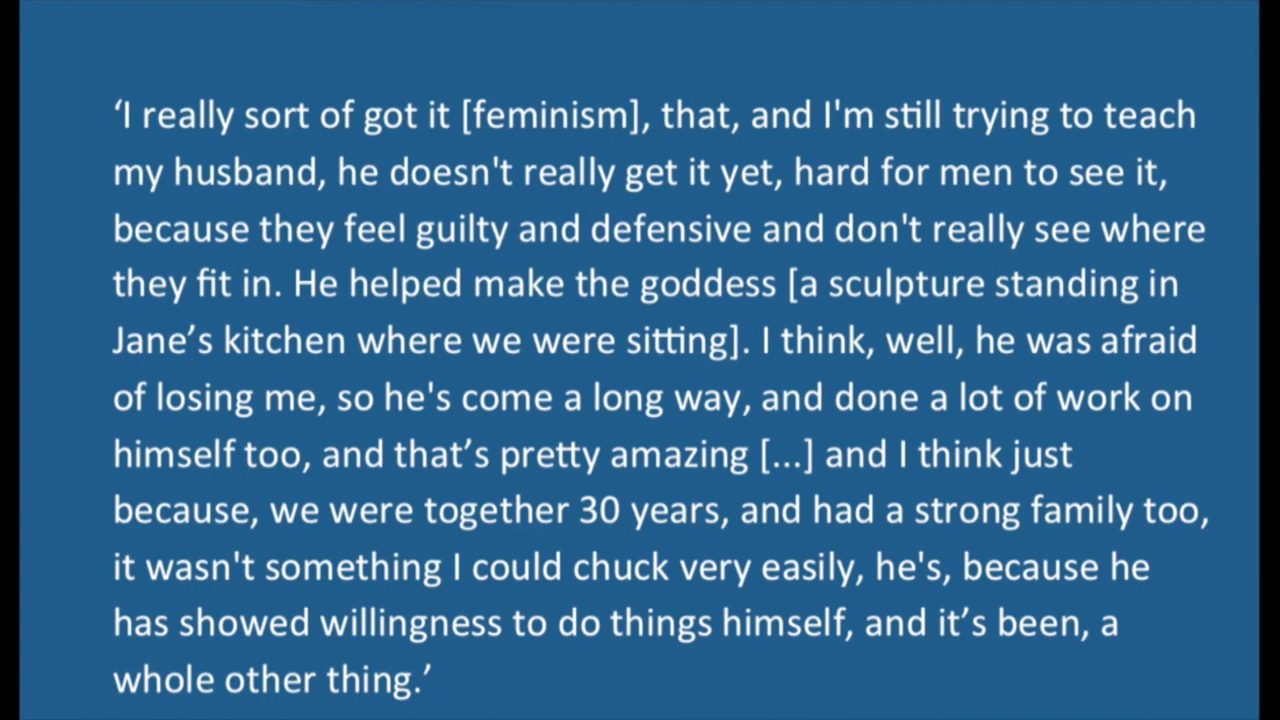 ‘I really sort of got it [feminism], that, and I'm still trying to teach
my husband, he doesn't really get it yet, hard for men to see it,
because they feel guilty and defensive and don't really see where
they fit in. He helped make the goddess [a sculpture standing in
Jane’s kitchen where we were sitting]. I think, well, he was afraid
of losing me, so he's come a long way, and done a lot of work on
himself too, and that’s pretty amazing [...] and I think just
because, we were together 30 years, and had a strong family too,
it wasn't something I could chuck very easily, he's, because he
has showed willingness to do things himself, and it’s been, a
whole other thing.’